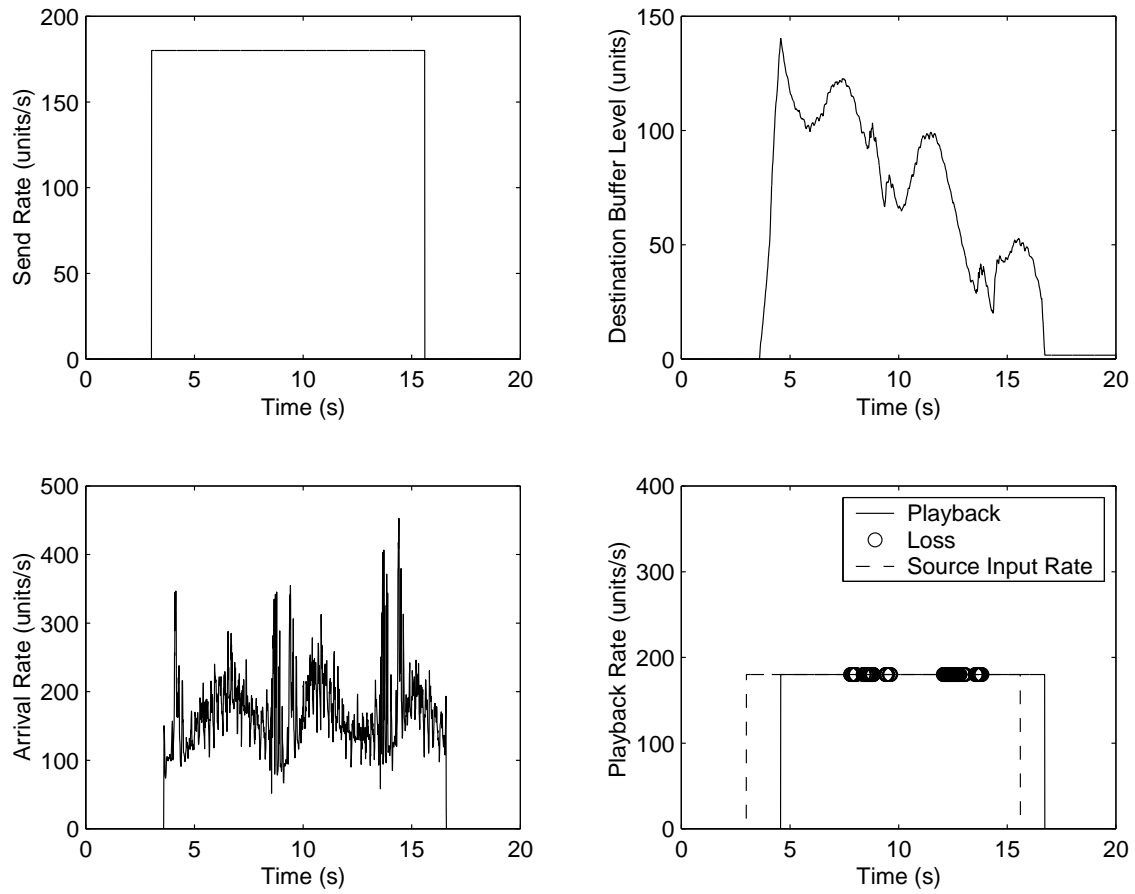 200
150
100
50
0
Send Rate (units/s)
0 5 10 15 20
Time (s)
150
100
50
0
Destination Buffer Level (units)
0 5 10 15 20
Time (s)
500
400
300
200
100
0
Arrival Rate (units/s)
0 5 10 15 20
Time (s)
400
300
200
100
0
Playback Rate (units/s)
Playback
Loss
Source Input Rate
0 5 10 15 20
Time (s)